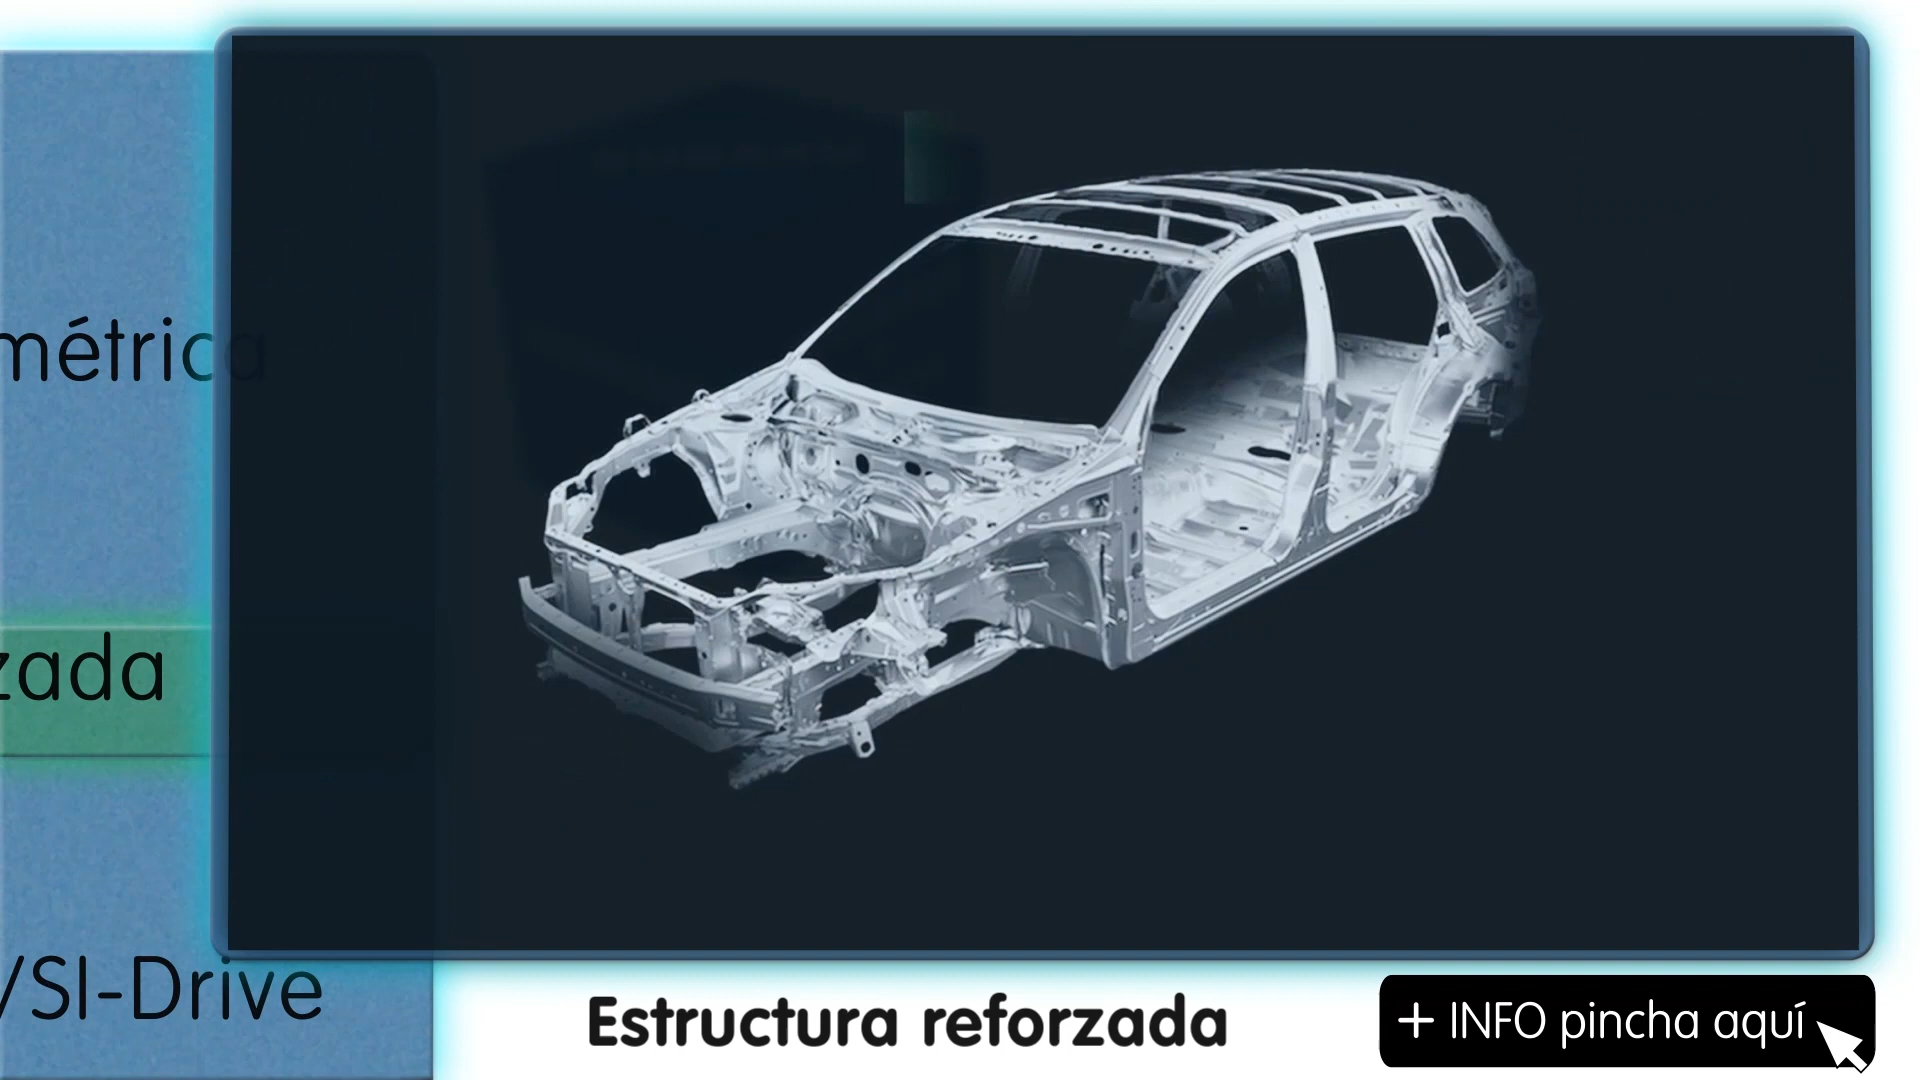 métrica
zada
/SI-Drive
Estructura reforzada
+ INFO pincha aquí